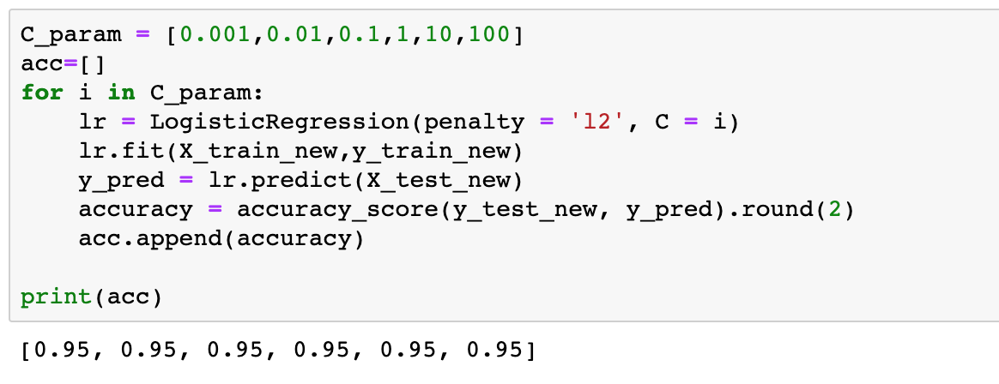 C_param = [0.001,0.01,0.1,1,10,100]
acc=[]
for i in C_param:
    lr = LogisticRegression(penalty = 'l2', C = i)
    lr.fit(X_train_new,y_train_new)
    y_pred = lr.predict(X_test_new)
    accuracy = accuracy_score(y_test_new, y_pred).round(2)
    acc.append(accuracy)

print(acc)
[0.95, 0.95, 0.95, 0.95, 0.95, 0.95]